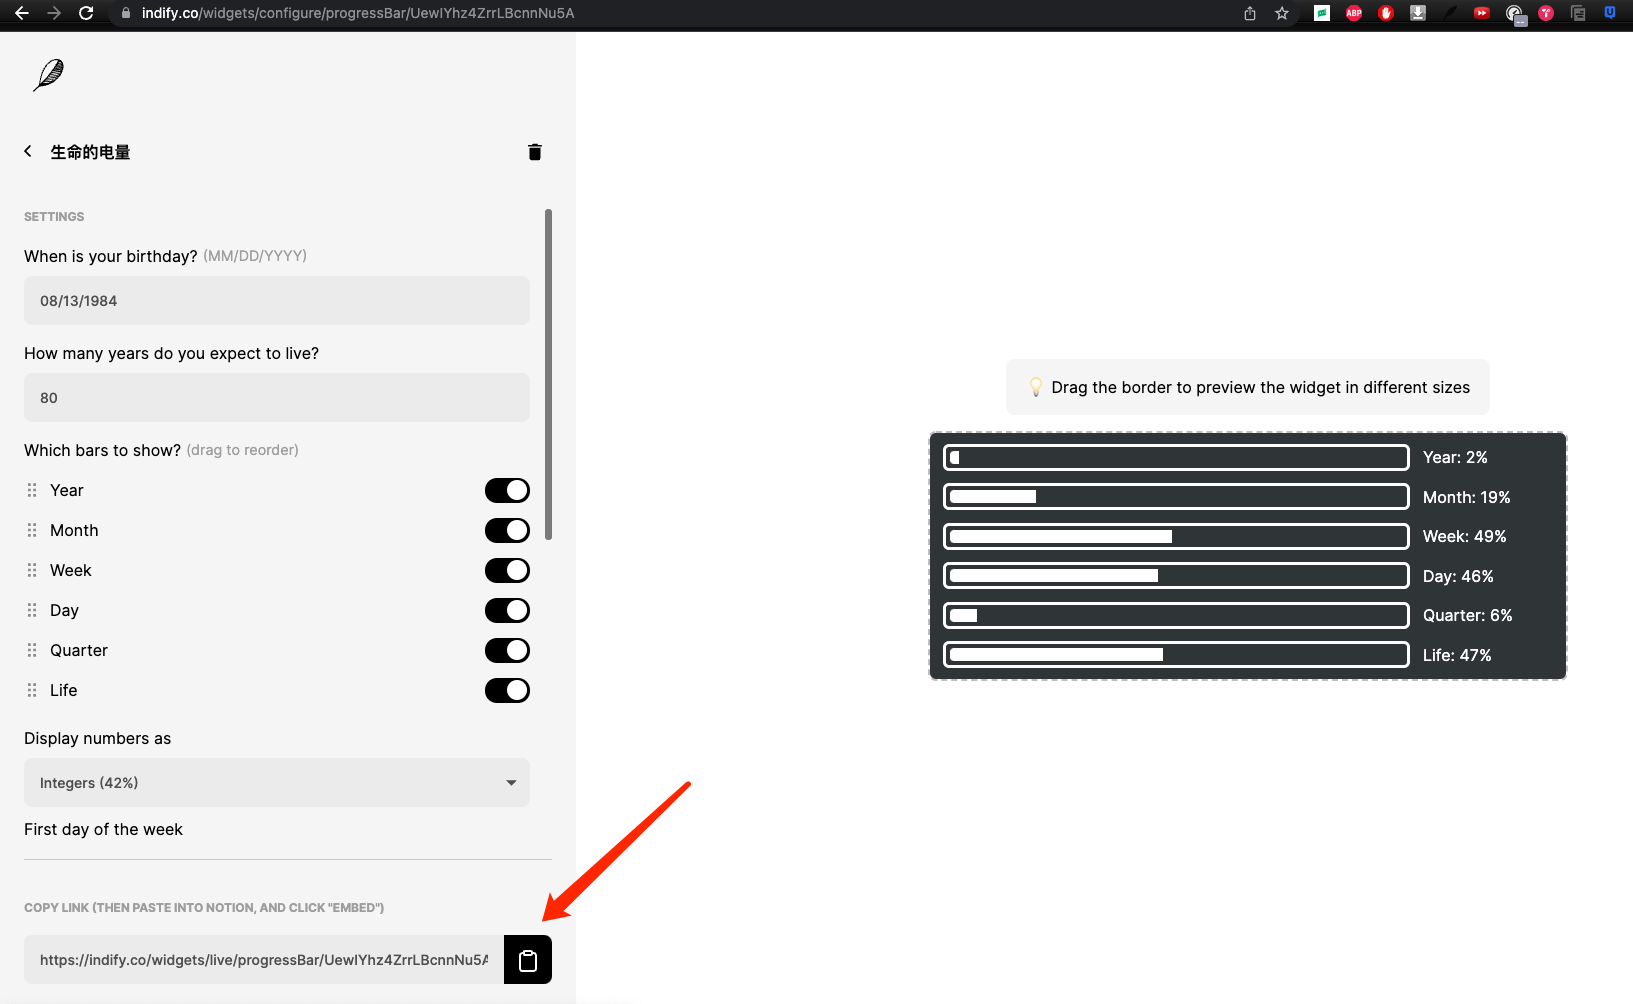 indify.co/widgets/configure/progressBar/UewIYhz4ZrrLBcnnNu5A
ABP
生命的电量
SETTINGS
When is your birthday? (MM/DD/YYYY)
08/13/1984
How many years do you expect to live?
80
Which bars to show? (drag to reorder)
Year
Month
Week
Day
Quarter
Life
Display numbers as
Integers (42%)
First day of the week
COPY LINK (THEN PASTE INTO NOTION, AND CLICK "EMBED")
https://indify.co/widgets/live/progressBar/UewIYhz4ZrrLBcnnNu5A
💡 Drag the border to preview the widget in different sizes
Year: 2%
Month: 19%
Week: 49%
Day: 46%
Quarter: 6%
Life: 47%